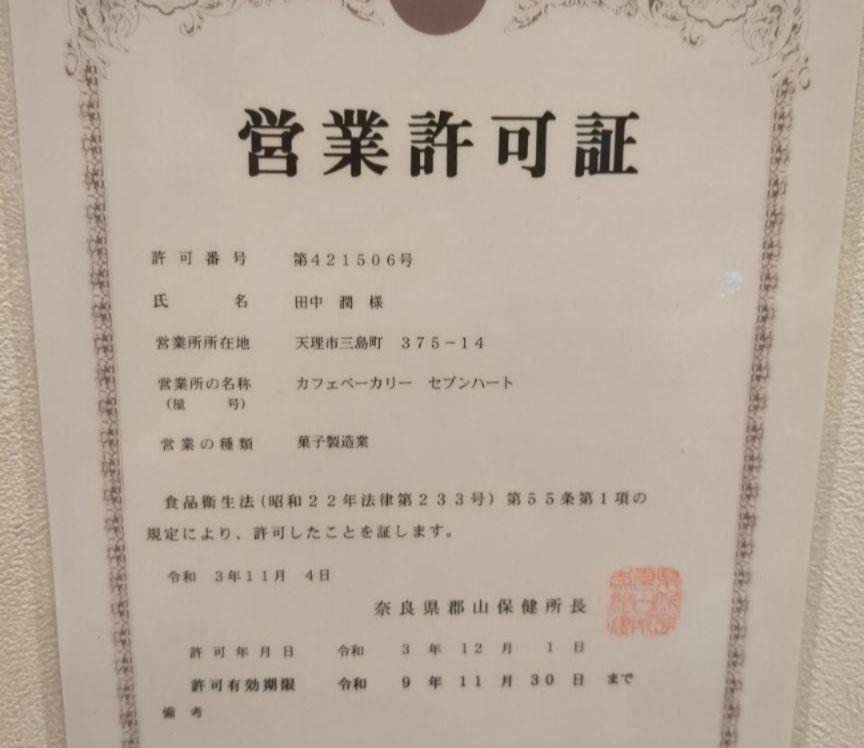 営業許可証
許可番号 第421506号
氏名 田中 潤 様
営業所所在地 天理市三島町 375-14
営業所の名称 カフェベーカリー セブンハート
(屋号)
営業の種類 菓子製造業
食品衛生法(昭和22年法律第233号)第55条第1項の
規定により、許可したことを証します。
令和 3年11月 4日
奈良県郡山保健所長
許可年月日 令和 3年12月 1日
許可有効期限 令和 9年11月30日 まで
備考